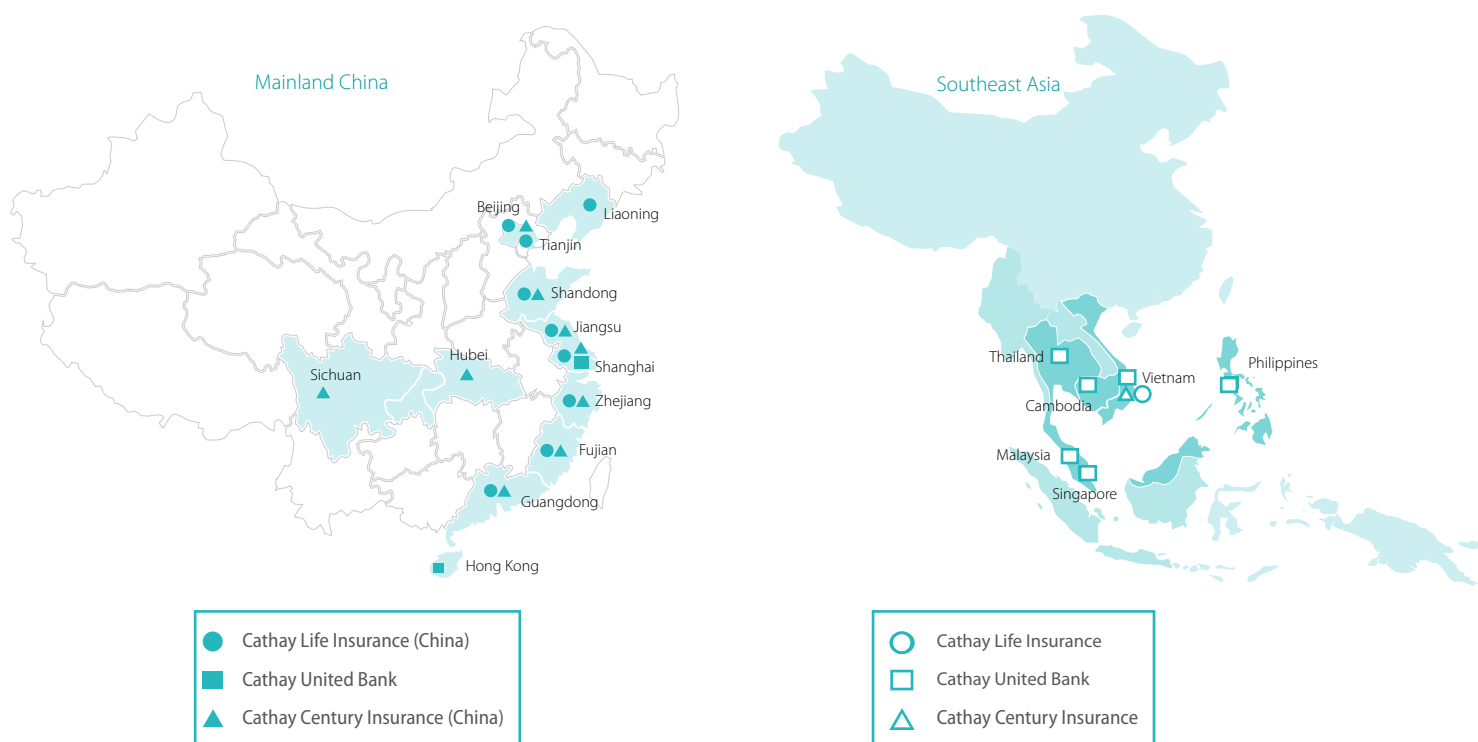 Mainland China
Beijing
Liaoning
Tianjin
Shandong
Jiangsu
Hubei
Shanghai
Sichuan
Zhejiang
Fujian
Guangdong
Hong Kong
Cathay Life Insurance (China)
Cathay United Bank
Cathay Century Insurance (China)
Southeast Asia
Thailand
Philippines
Vietnam
Cambodia
Malaysia
Singapore
Cathay Life Insurance
Cathay United Bank
Cathay Century Insurance